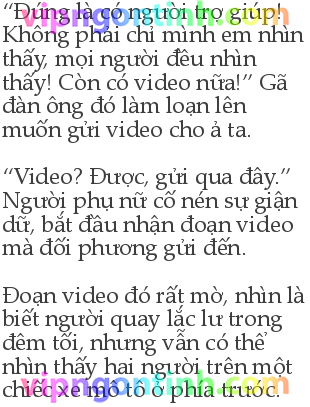 “Đúng là có người trợ giúp!
Không phải chỉ mình em nhìn
thấy, mọi người đều nhìn
thấy! Còn có video nữa!” Gã
đàn ông đó làm loạn lên
muốn gửi video cho ả ta.
“Video? Được, gửi qua đây.”
Người phụ nữ cố nén sự giận
dữ, bắt đầu nhận đoạn video
mà đối phương gửi đến.
Đoạn video đó rất mờ, nhìn là
biết người quay lắc lư trong
đêm tối, nhưng vẫn có thể
nhìn thấy hai người trên một
chiếc xe mô tô ở phía trước.
vipngontinh.com
vipngontinh.com